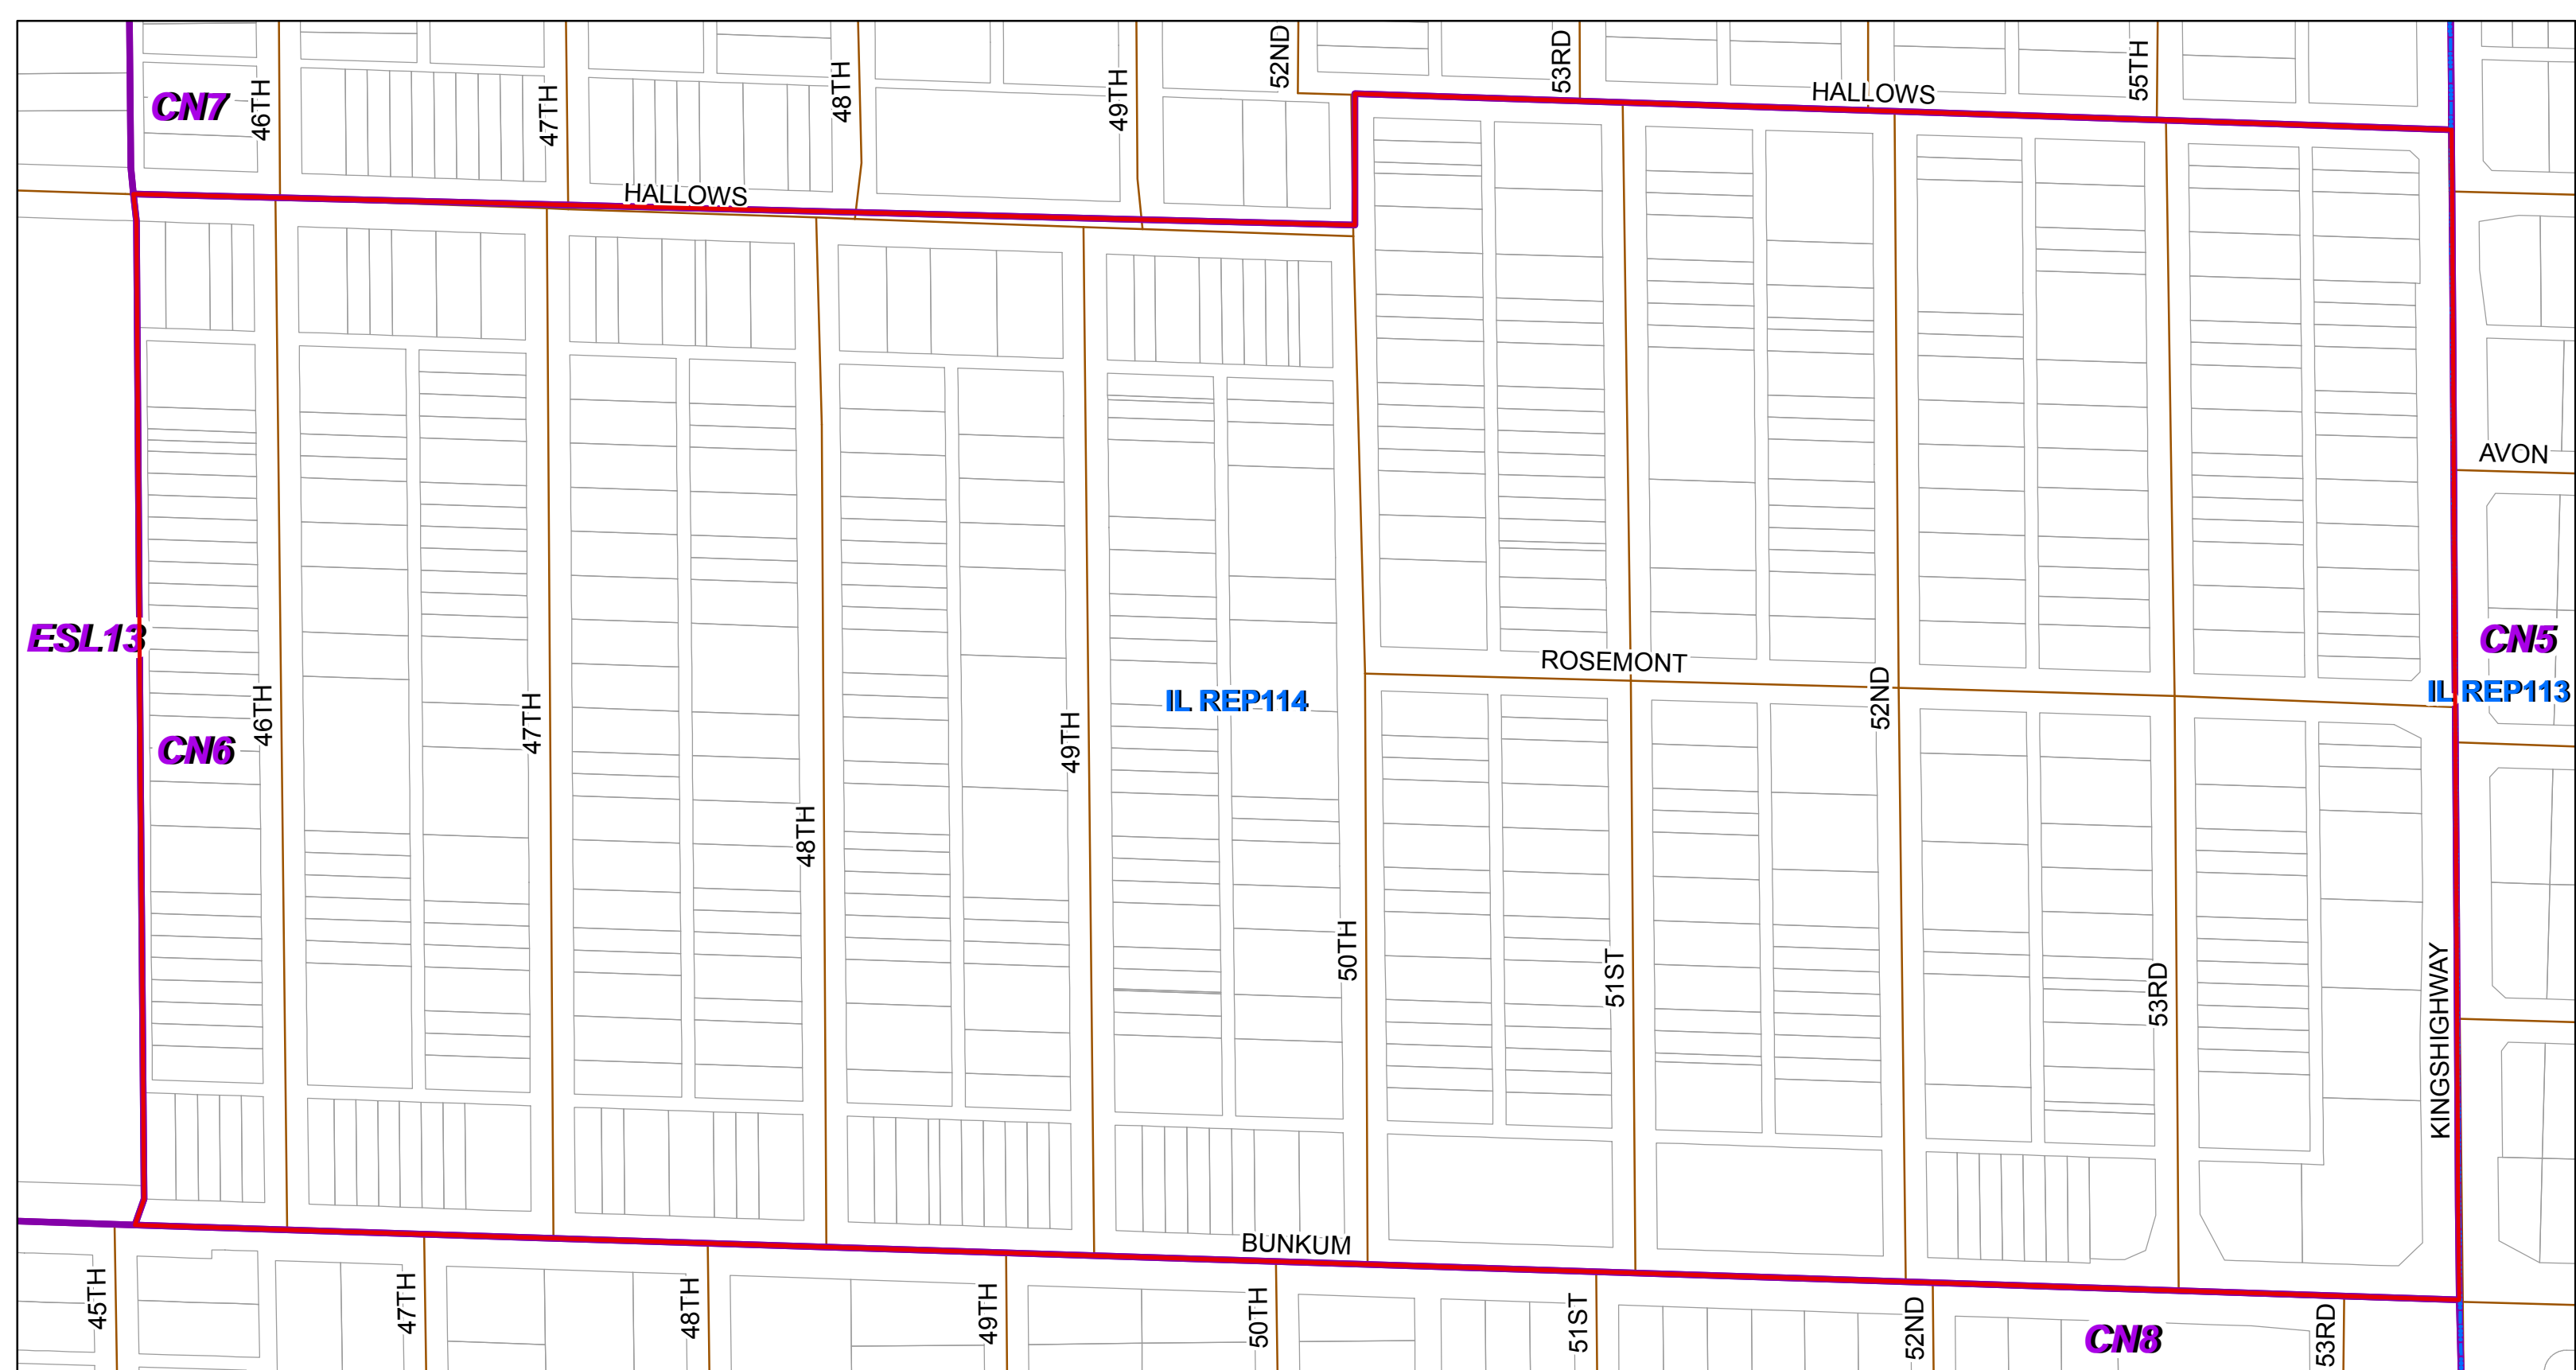 52ND
53RD
55TH
CN7
46TH
47TH
48TH
49TH
HALLOWS
HALLOWS
AVON
ESL13
CN5
ROSEMONT
IL REP113
IL REP114
52ND
46TH
47TH
49TH
CN6
48TH
50TH
51ST
53RD
KINGSHIGHWAY
BUNKUM
45TH
47TH
48TH
49TH
50TH
51ST
52ND
CN8
53RD